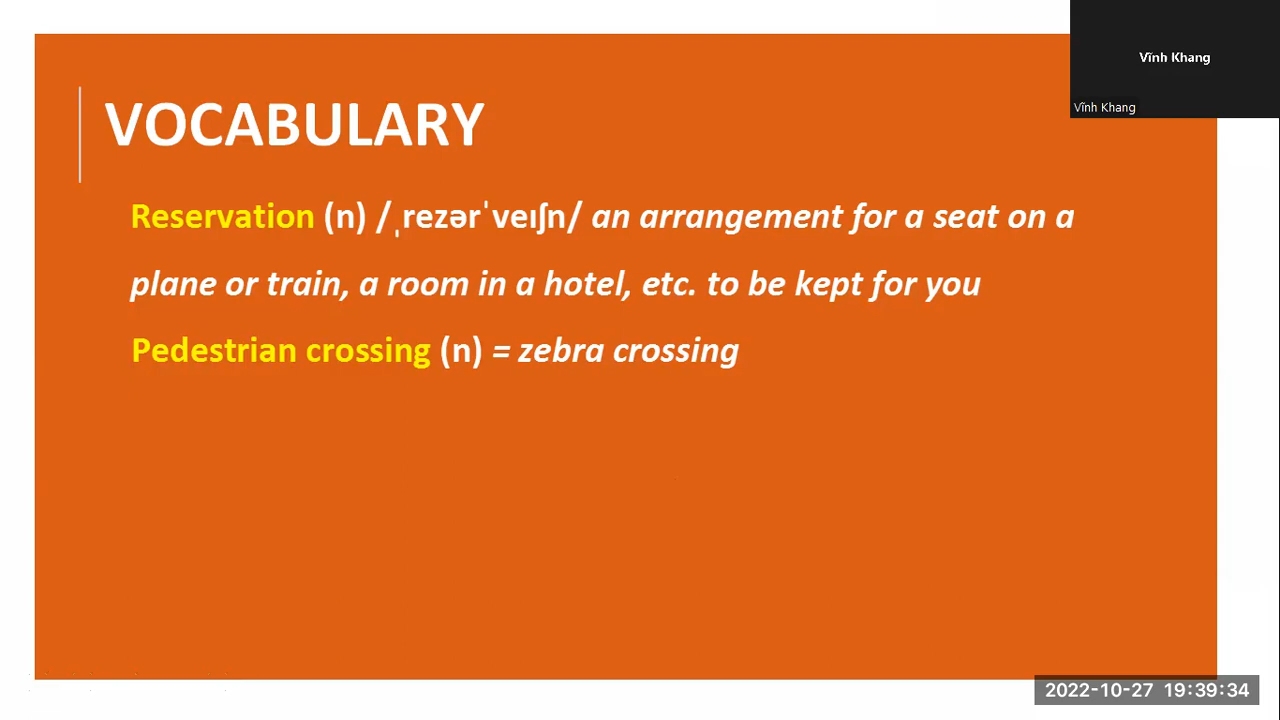 Vĩnh Khang
Vĩnh Khang
VOCABULARY
Reservation (n) /ˌrezərˈveɪʃn/ an arrangement for a seat on a
plane or train, a room in a hotel, etc. to be kept for you
Pedestrian crossing (n) = zebra crossing
2022-10-27 19:39:34